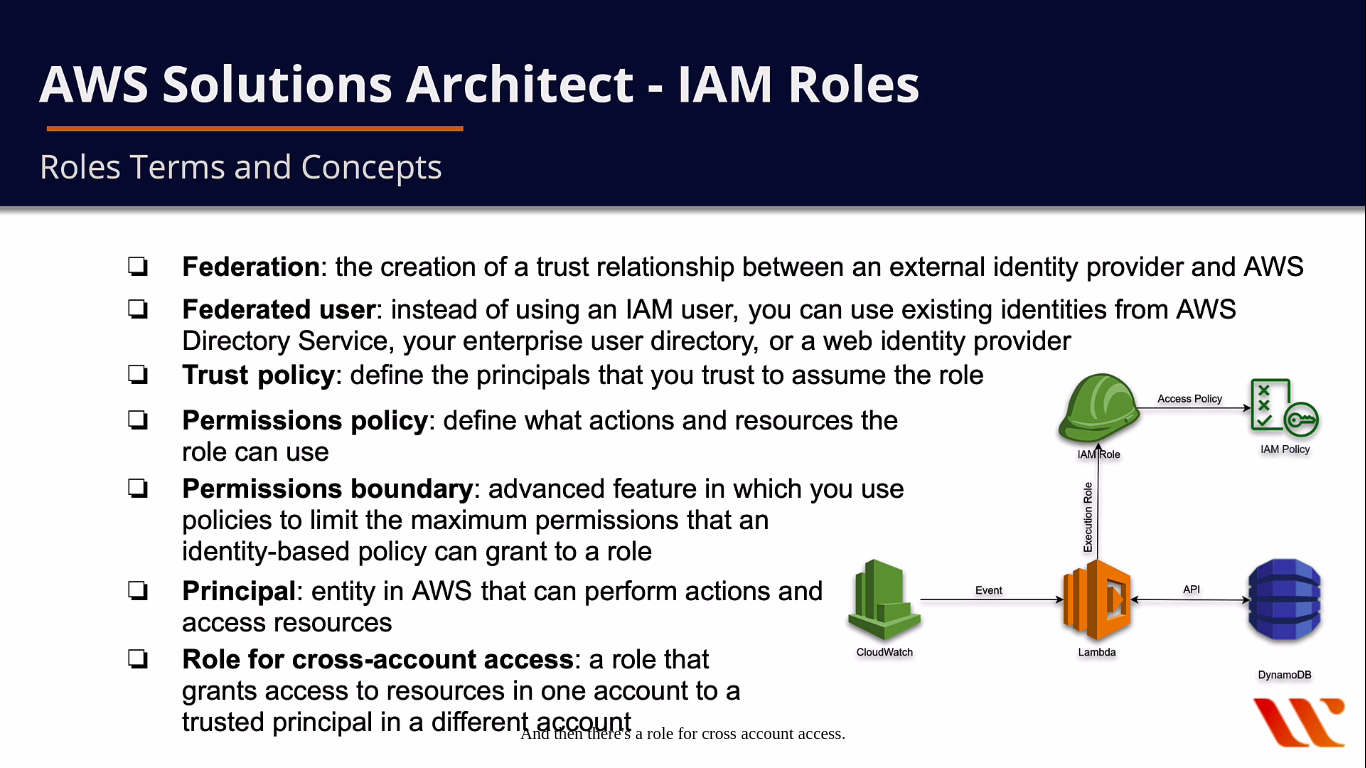 AWS Solutions Architect - IAM Roles
Roles Terms and Concepts
❏ Federation: the creation of a trust relationship between an external identity provider and AWS
❏ Federated user: instead of using an IAM user, you can use existing identities from AWS
Directory Service, your enterprise user directory, or a web identity provider
❏ Trust policy: define the principals that you trust to assume the role
❏ Permissions policy: define what actions and resources the
role can use
❏ Permissions boundary: advanced feature in which you use
policies to limit the maximum permissions that an
identity-based policy can grant to a role
❏ Principal: entity in AWS that can perform actions and
access resources
❏ Role for cross-account access: a role that
grants access to resources in one account to a
trusted principal in a different account
Access Policy
IAM Role
IAM Policy
Execution Role
Event
API
CloudWatch
Lambda
DynamoDB
And then there's a role for cross account access.